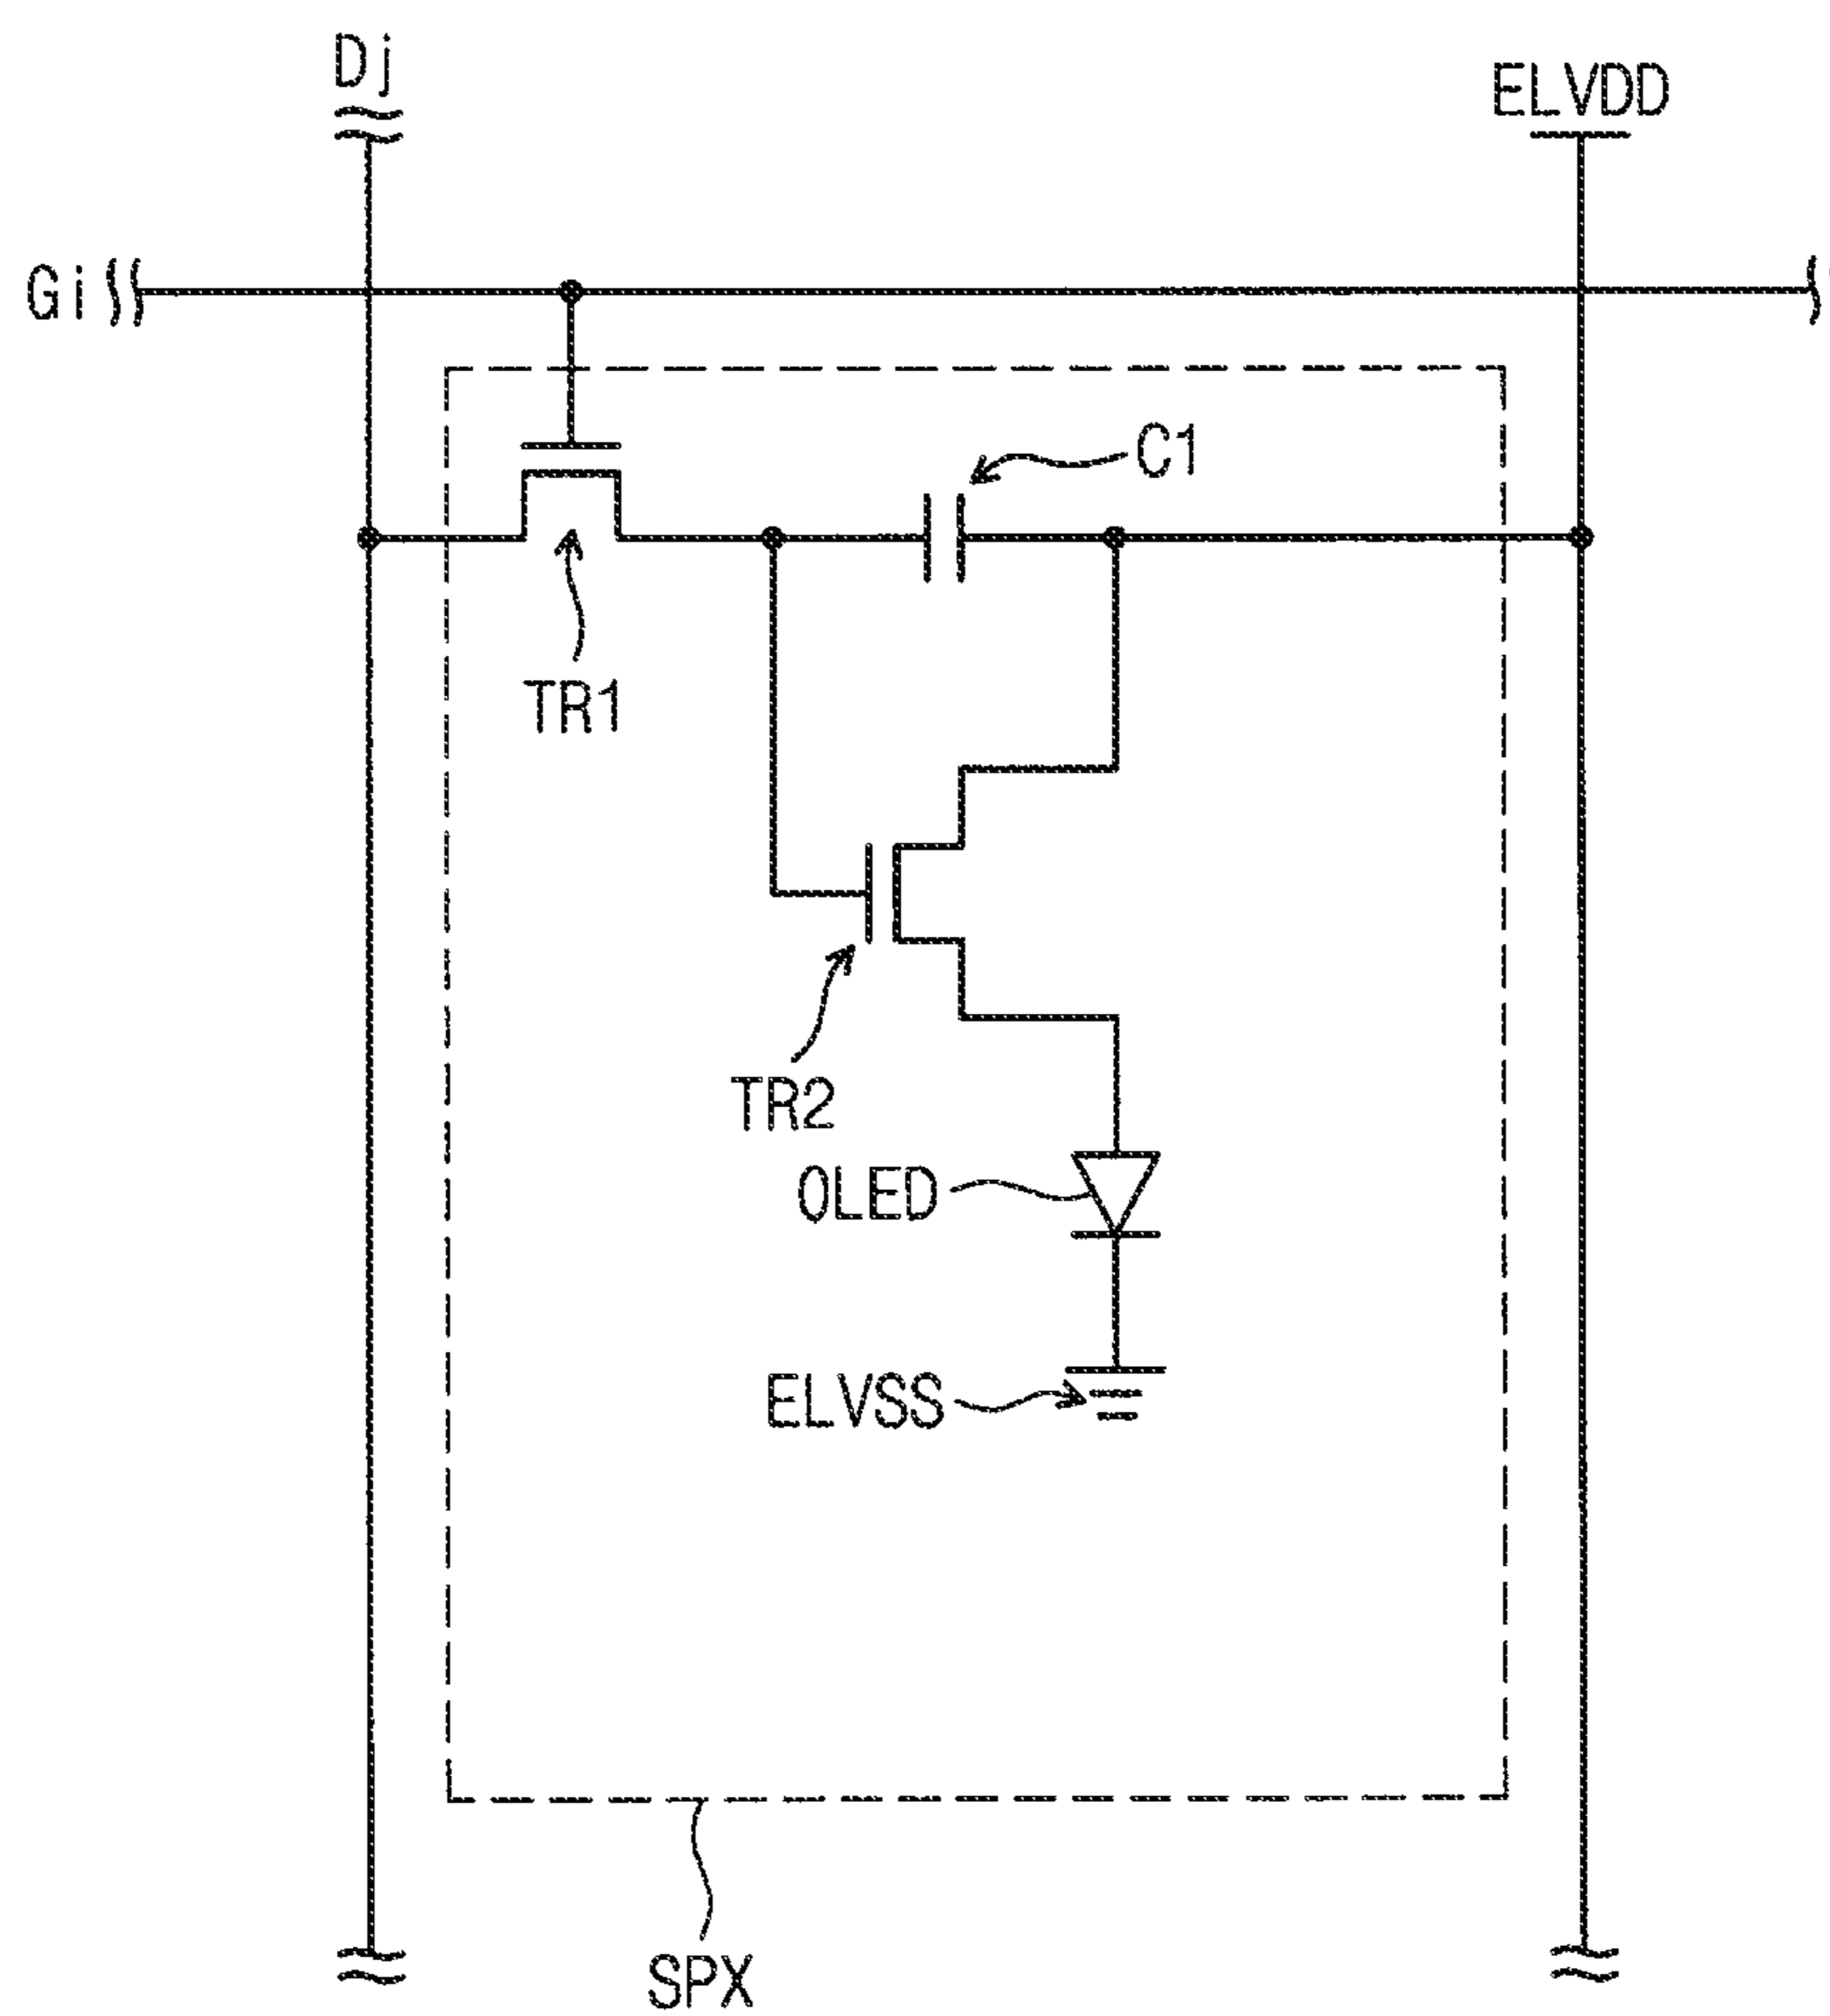 Dj
ELVDD
Gi
C1
TR1
TR2
OLED
ELVSS
SPX